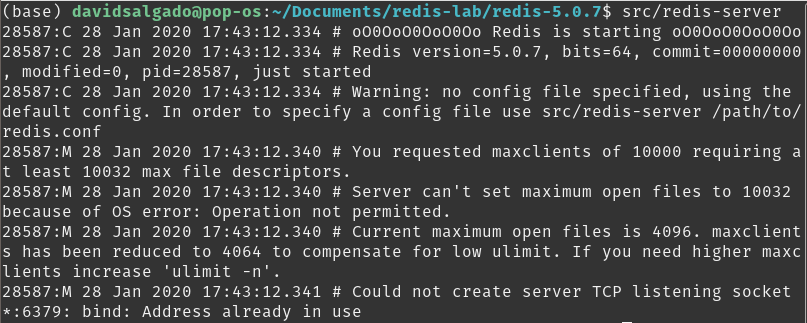 (base) davidsalgado@pop-os:~/Documents/redis-lab/redis-5.0.7$ src/redis-server
28587:C 28 Jan 2020 17:43:12.334 # oO0OoO0OoO0Oo Redis is starting oO0OoO0OoO0Oo
28587:C 28 Jan 2020 17:43:12.334 # Redis version=5.0.7, bits=64, commit=00000000
, modified=0, pid=28587, just started
28587:C 28 Jan 2020 17:43:12.334 # Warning: no config file specified, using the
default config. In order to specify a config file use src/redis-server /path/to/
redis.conf
28587:M 28 Jan 2020 17:43:12.340 # You requested maxclients of 10000 requiring a
t least 10032 max file descriptors.
28587:M 28 Jan 2020 17:43:12.340 # Server can't set maximum open files to 10032
because of OS error: Operation not permitted.
28587:M 28 Jan 2020 17:43:12.340 # Current maximum open files is 4096. maxclient
s has been reduced to 4064 to compensate for low ulimit. If you need higher maxc
lients increase 'ulimit -n'.
28587:M 28 Jan 2020 17:43:12.341 # Could not create server TCP listening socket
*:6379: bind: Address already in use